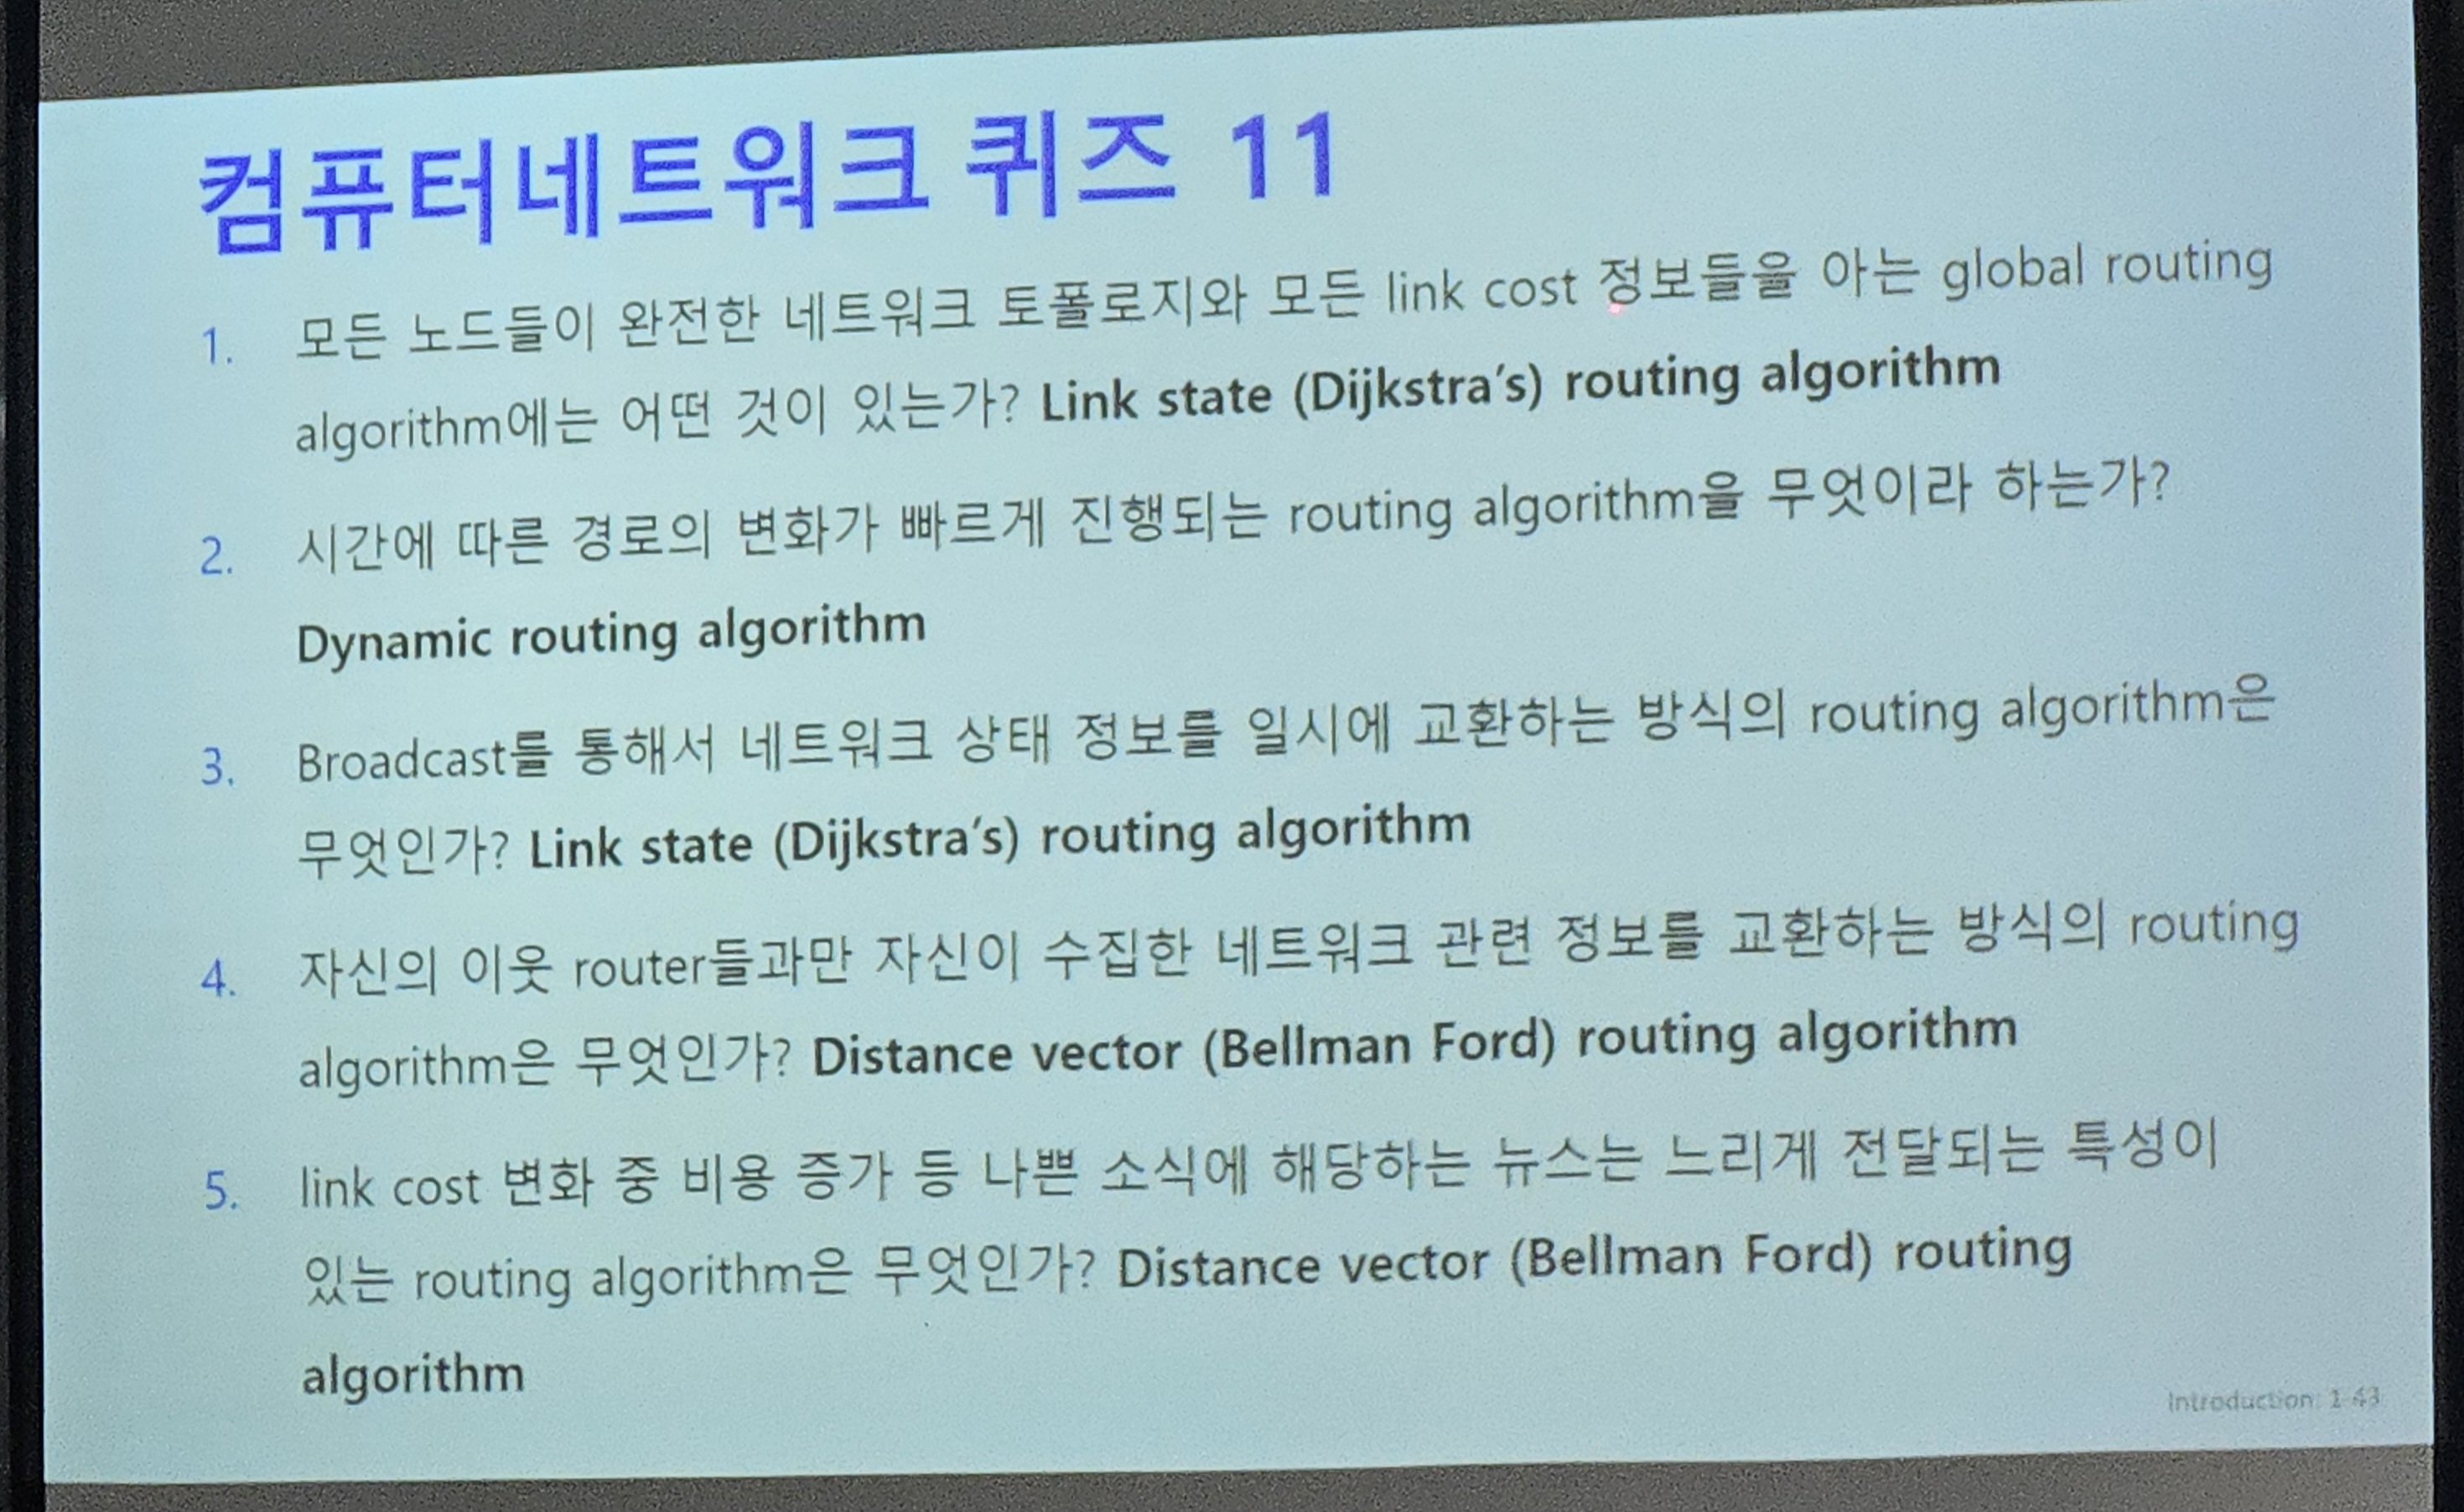 컴퓨터네트워크 퀴즈 11
1. 모든 노드들이 완전한 네트워크 토폴로지와 모든 link cost 정보들을 아는 global routing
algorithm에는 어떤 것이 있는가? Link state (Dijkstra's) routing algorithm
2. 시간에 따른 경로의 변화가 빠르게 진행되는 routing algorithm을 무엇이라 하는가?
Dynamic routing algorithm
3. Broadcast를 통해서 네트워크 상태 정보를 일시에 교환하는 방식의 routing algorithm은
무엇인가? Link state (Dijkstra's) routing algorithm
4. 자신의 이웃 router들과만 자신이 수집한 네트워크 관련 정보를 교환하는 방식의 routing
algorithm은 무엇인가? Distance vector (Bellman Ford) routing algorithm
5. link cost 변화 중 비용 증가 등 나쁜 소식에 해당하는 뉴스는 느리게 전달되는 특성이
있는 routing algorithm은 무엇인가? Distance vector (Bellman Ford) routing
algorithm
Introduction: 1-43